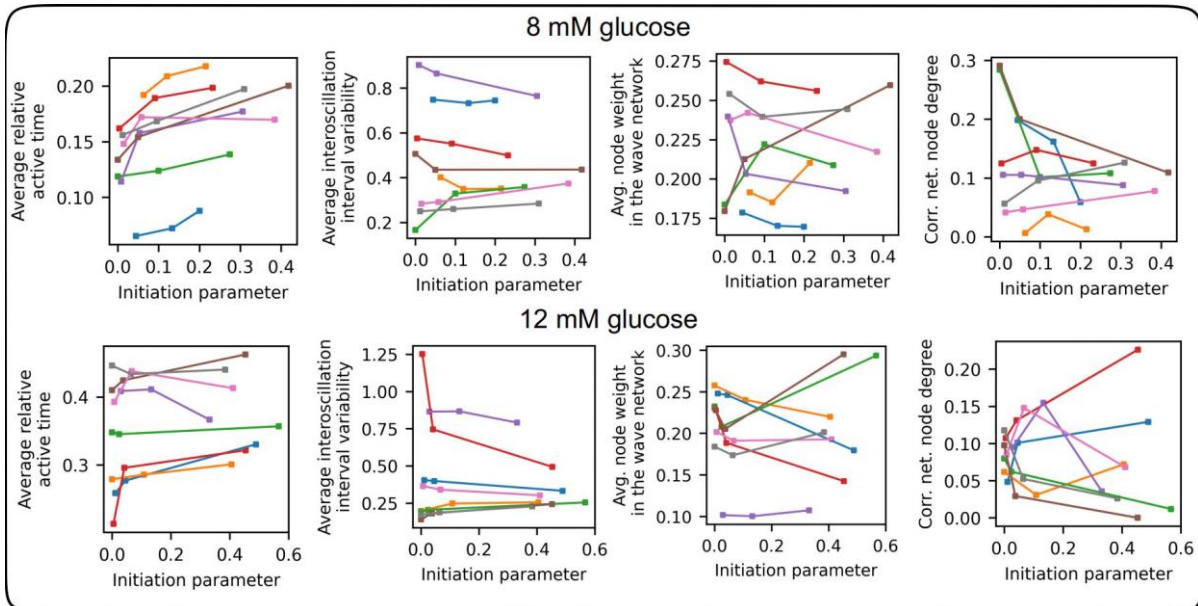 8 mM glucose
Average relative
active time
0.20
0.15
0.10
0.0 0.1 0.2 0.3 0.4
Initiation parameter
Average interoscillation
interval variability
0.8
0.6
0.4
0.2
0.0 0.1 0.2 0.3 0.4
Initiation parameter
Avg. node weight
in the wave network
0.275
0.250
0.225
0.200
0.175
0.0 0.1 0.2 0.3 0.4
Initiation parameter
Corr. net. node degree
0.3
0.2
0.1
0.0
0.0 0.1 0.2 0.3 0.4
Initiation parameter
12 mM glucose
Average relative
active time
0.4
0.3
0.0 0.2 0.4 0.6
Initiation parameter
Average interoscillation
interval variability
1.25
1.00
0.75
0.50
0.25
0.0 0.2 0.4 0.6
Initiation parameter
Avg. node weight
in the wave network
0.30
0.25
0.20
0.15
0.10
0.0 0.2 0.4 0.6
Initiation parameter
Corr. net. node degree
0.20
0.15
0.10
0.05
0.00
0.0 0.2 0.4 0.6
Initiation parameter